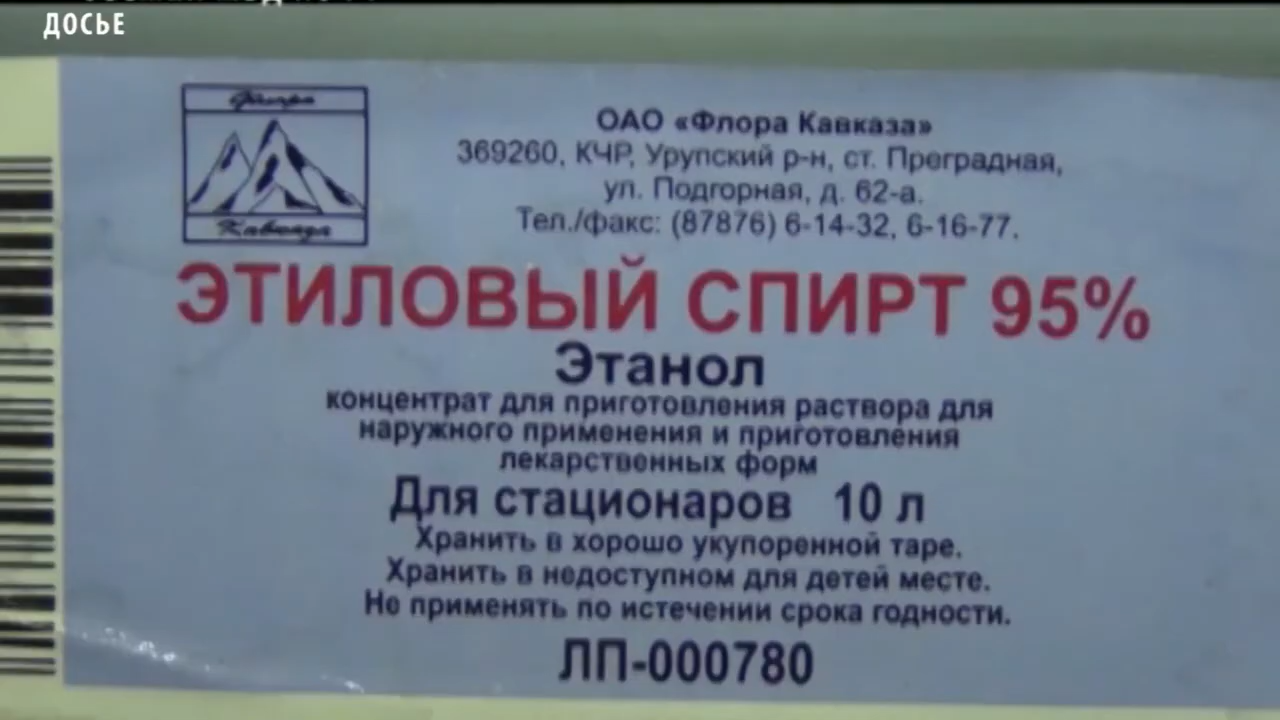 ДОСЬЕ
Флора
Кавказа
ОАО «Флора Кавказа»
369260, КЧР, Урупский р-н, ст. Преградная,
ул. Подгорная, д. 62-а.
Тел./факс: (87876) 6-14-32, 6-16-77.
ЭТИЛОВЫЙ СПИРТ 95%
Этанол
концентрат для приготовления раствора для
наружного применения и приготовления
лекарственных форм
Для стационаров 10 л
Хранить в хорошо укупоренной таре.
Хранить в недоступном для детей месте.
Не применять по истечении срока годности.
ЛП-000780